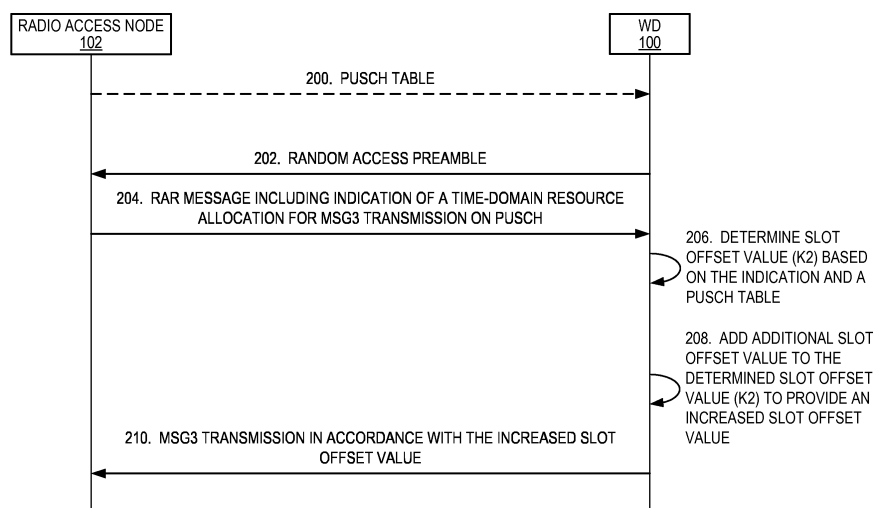 RADIO ACCESS NODE
102
WD
100
200. PUSCH TABLE
202. RANDOM ACCESS PREAMBLE
204. RAR MESSAGE INCLUDING INDICATION OF A TIME-DOMAIN RESOURCE
ALLOCATION FOR MSG3 TRANSMISSION ON PUSCH
206. DETERMINE SLOT
OFFSET VALUE (K2) BASED
ON THE INDICATION AND A
PUSCH TABLE
208. ADD ADDITIONAL SLOT
OFFSET VALUE TO THE
DETERMINED SLOT OFFSET
VALUE (K2) TO PROVIDE AN
INCREASED SLOT OFFSET
VALUE
210. MSG3 TRANSMISSION IN ACCORDANCE WITH THE INCREASED SLOT
OFFSET VALUE